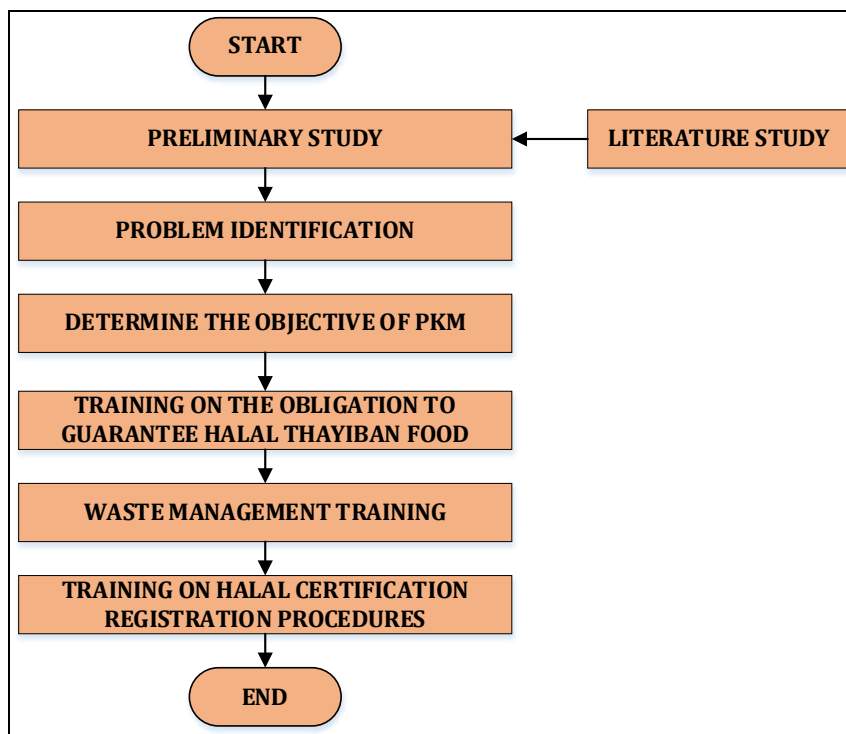 START
PRELIMINARY STUDY
LITERATURE STUDY
PROBLEM IDENTIFICATION
DETERMINE THE OBJECTIVE OF PKM
TRAINING ON THE OBLIGATION TO
GUARANTEE HALAL THAYIBAN FOOD
WASTE MANAGEMENT TRAINING
TRAINING ON HALAL CERTIFICATION
REGISTRATION PROCEDURES
END